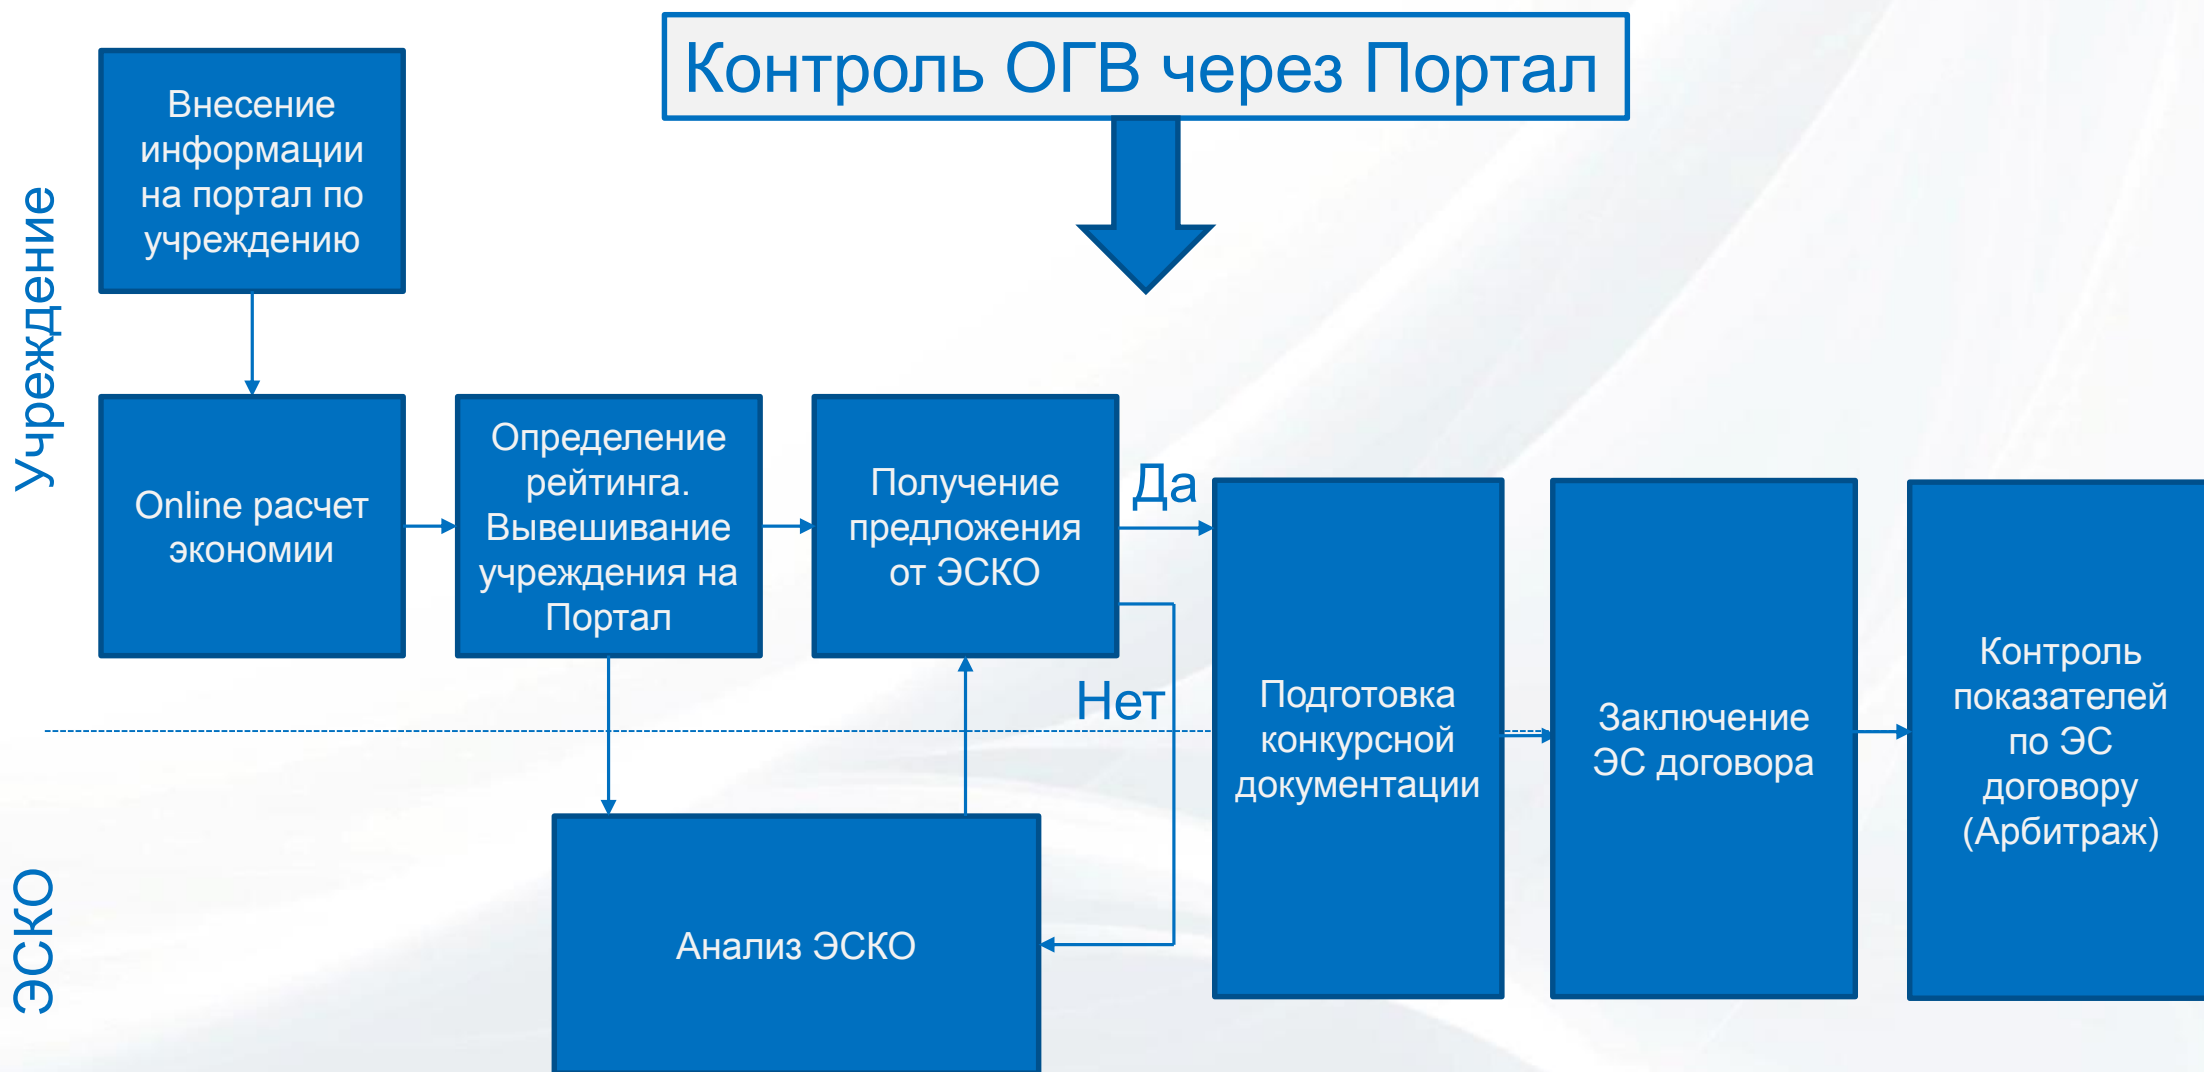 Контроль ОГВ через Портал
Учреждение
Внесение
информации
на портал по
учреждению
Online расчет
экономии
Определение
рейтинга.
Вывешивание
учреждения на
Портал
Получение
предложения
от ЭСКО
Да
Нет
Подготовка
конкурсной
документации
Заключение
ЭС договора
Контроль
показателей
по ЭС
договору
(Арбитраж)
ЭСКО
Анализ ЭСКО